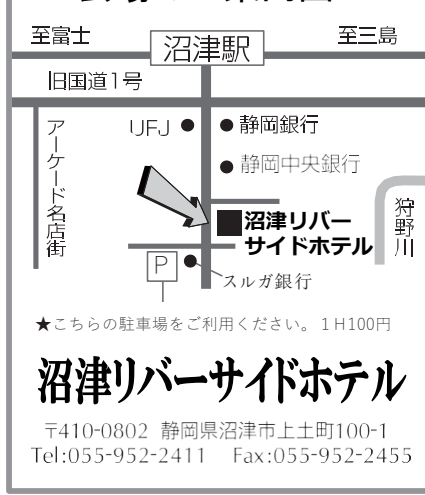 至富士
沼津駅
至三島
旧国道1号
アーケード名店街
UFJ
静岡銀行
静岡中央銀行
狩野川
沼津リバー
サイドホテル
P
スルガ銀行
★こちらの駐車場をご利用ください。1H100円
沼津リバーサイドホテル
〒410-0802 静岡県沼津市上土町100-1
Tel:055-952-2411 Fax:055-952-2455